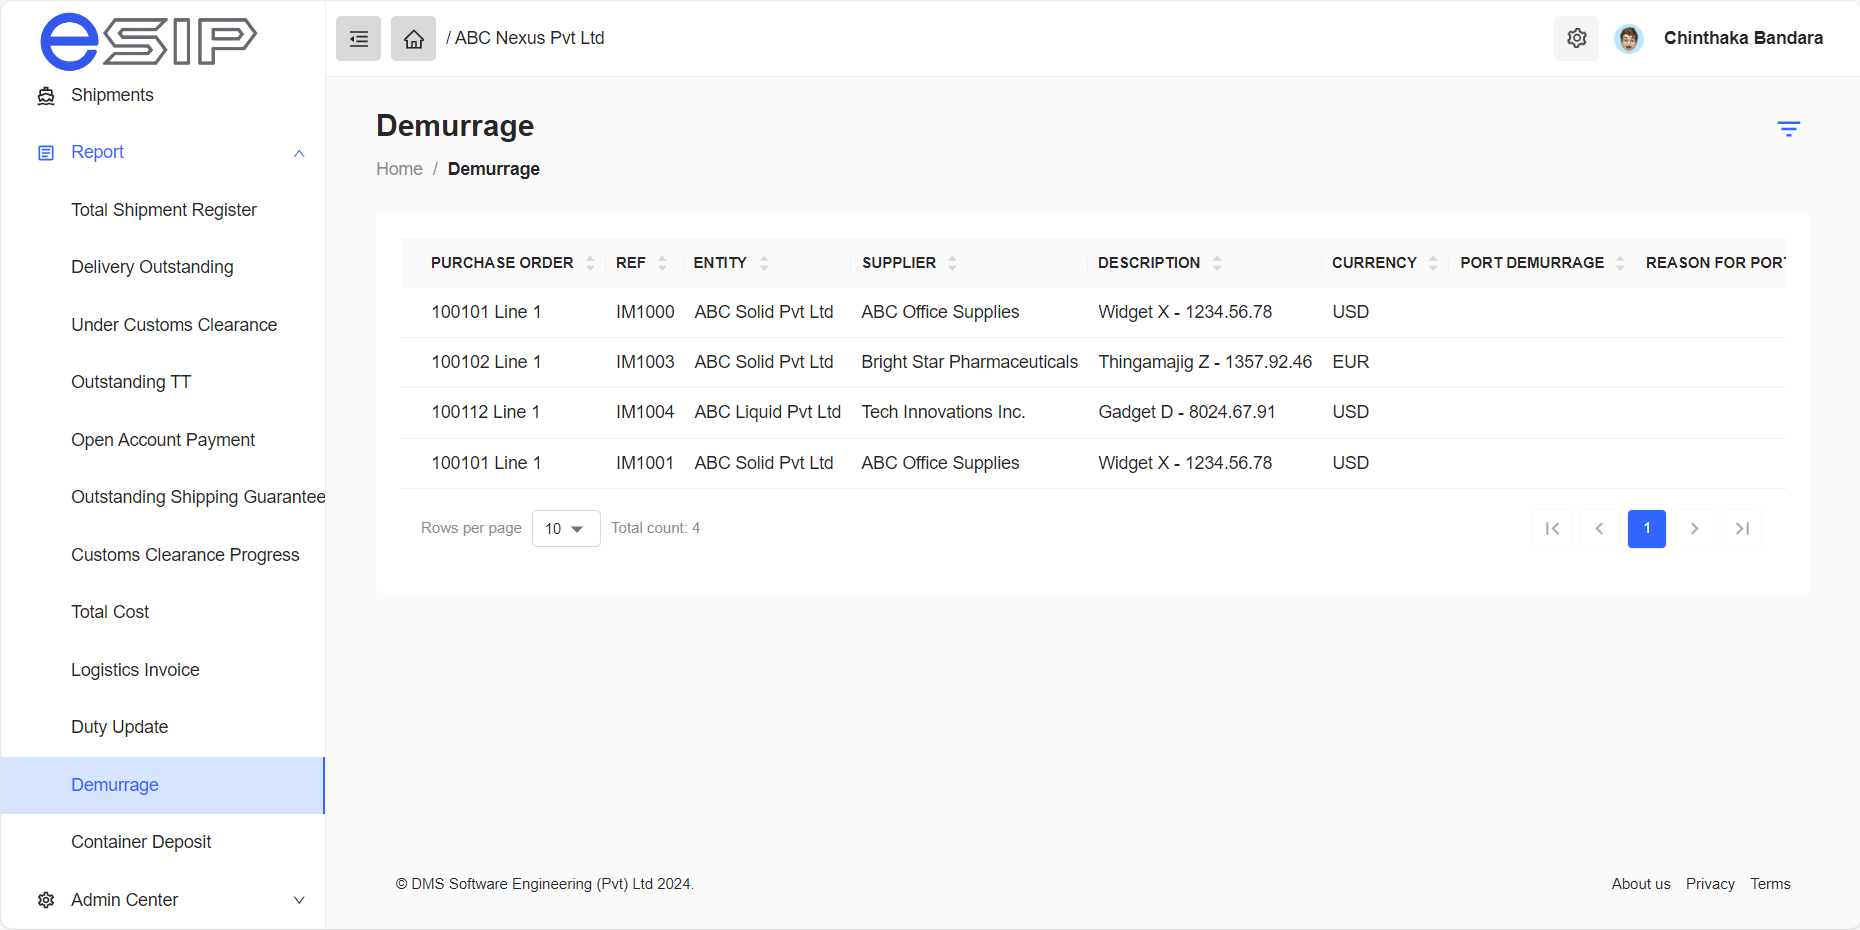 eSIP
/ ABC Nexus Pvt Ltd
Chinthaka Bandara
Shipments
Report
Total Shipment Register
Delivery Outstanding
Under Customs Clearance
Outstanding TT
Open Account Payment
Outstanding Shipping Guarantee
Customs Clearance Progress
Total Cost
Logistics Invoice
Duty Update
Demurrage
Container Deposit
Admin Center
Demurrage
Home / Demurrage
PURCHASE ORDER REF ENTITY SUPPLIER DESCRIPTION CURRENCY PORT DEMURRAGE REASON FOR PORT
100101 Line 1 IM1000 ABC Solid Pvt Ltd ABC Office Supplies Widget X - 1234.56.78 USD
100102 Line 1 IM1003 ABC Solid Pvt Ltd Bright Star Pharmaceuticals Thingamajig Z - 1357.92.46 EUR
100112 Line 1 IM1004 ABC Liquid Pvt Ltd Tech Innovations Inc. Gadget D - 8024.67.91 USD
100101 Line 1 IM1001 ABC Solid Pvt Ltd ABC Office Supplies Widget X - 1234.56.78 USD
Rows per page 10 Total count: 4
1
© DMS Software Engineering (Pvt) Ltd 2024.
About us Privacy Terms